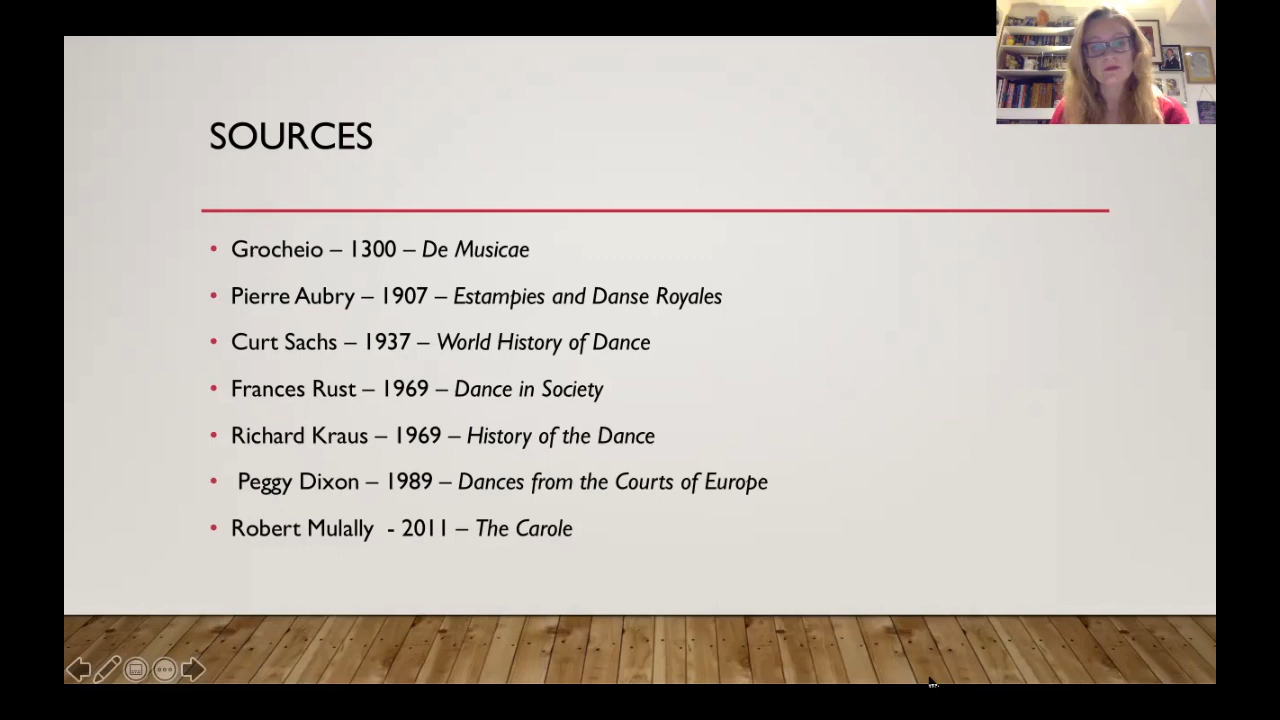 SOURCES
• Grocheio – 1300 – De Musicae
• Pierre Aubry – 1907 – Estampies and Danse Royales
• Curt Sachs – 1937 – World History of Dance
• Frances Rust – 1969 – Dance in Society
• Richard Kraus – 1969 – History of the Dance
• Peggy Dixon – 1989 – Dances from the Courts of Europe
• Robert Mulally - 2011 – The Carole